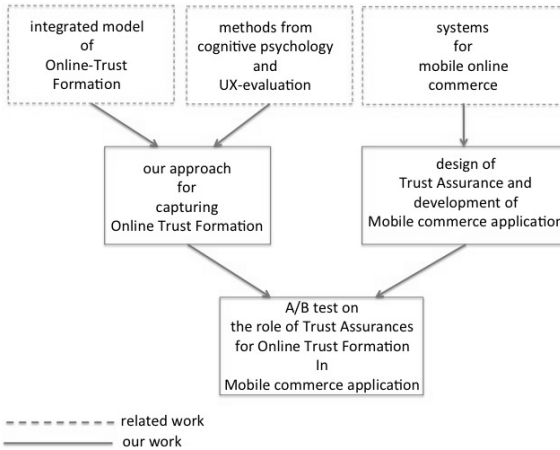 integrated model
of
Online-Trust
Formation
methods from
cognitive psychology
and
UX-evaluation
systems
for
mobile online
commerce
our approach
for
capturing
Online Trust Formation
design of
Trust Assurance and
development of
Mobile commerce application
A/B test on
the role of Trust Assurances
for Online Trust Formation
In
Mobile commerce application
related work
our work